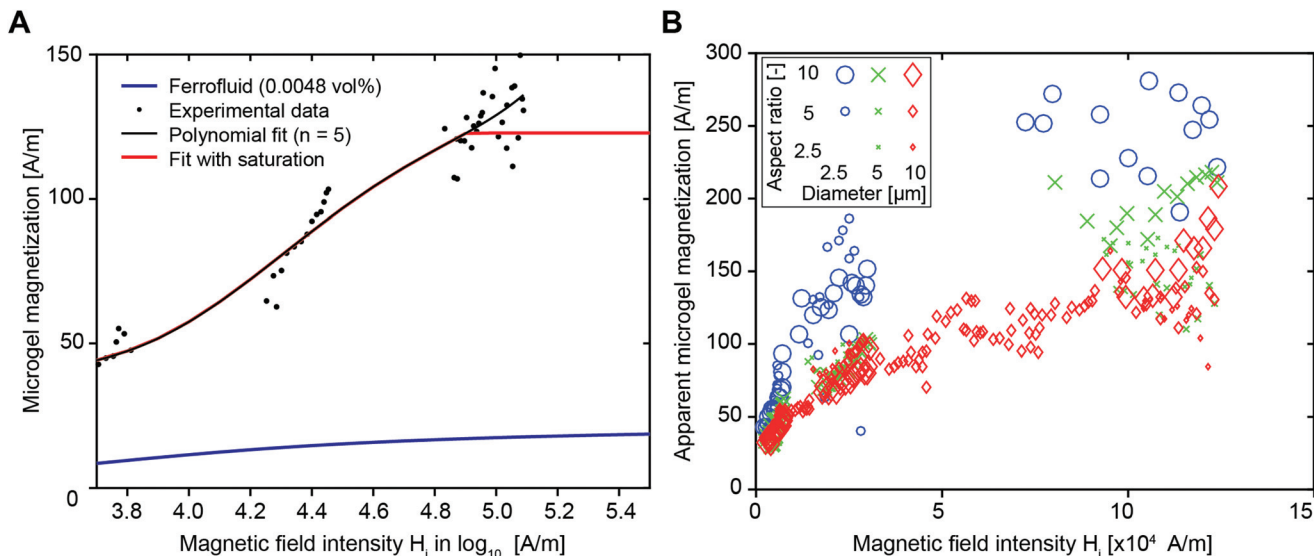 A
Microgel magnetization [A/m]
150
100
50
0
Ferrofluid (0.0048 vol%)
Experimental data
Polynomial fit (n = 5)
Fit with saturation
3.8 4.0 4.2 4.4 4.6 4.8 5.0 5.2 5.4
Magnetic field intensity Hi in log10 [A/m]
B
Apparent microgel magnetization [A/m]
300
250
200
150
100
50
0
Aspect ratio [-]
10
5
2.5
2.5 5 10
Diameter [µm]
0 5 10 15
Magnetic field intensity Hi [x10⁴ A/m]